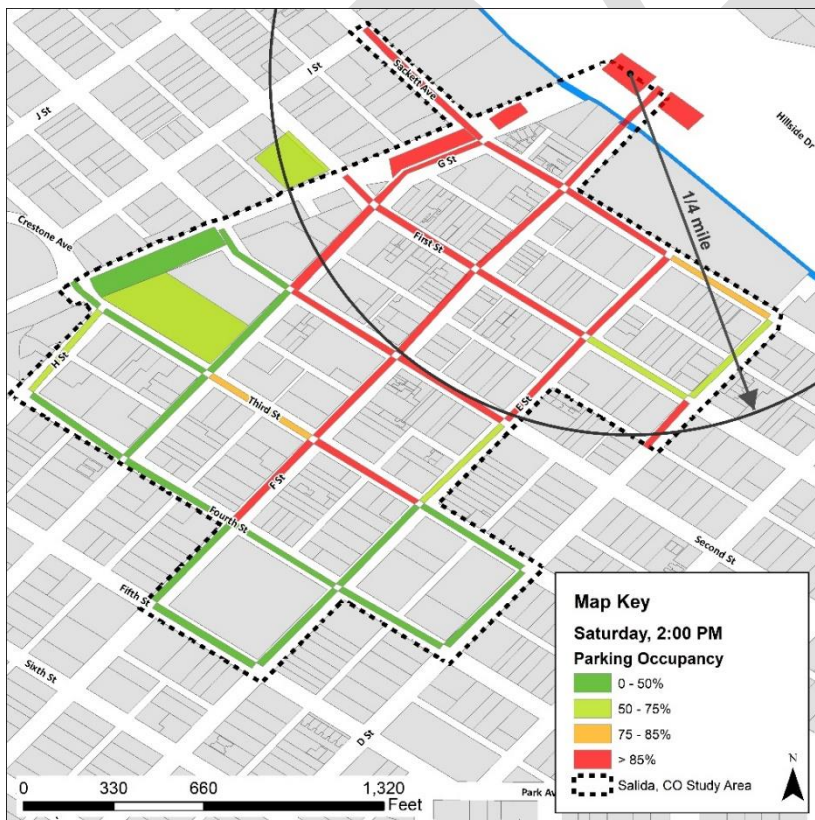 Sackett Ave
I St
J St
Hillside Dr
G St
1/4 mile
Crestone Ave
First St
H St
Third St
E St
F St
Fourth St
Second St
Fifth St
Sixth St
D St
Park Av
Map Key
Saturday, 2:00 PM
Parking Occupancy
0 - 50%
50 - 75%
75 - 85%
> 85%
Salida, CO Study Area
N
0 330 660 1,320
Feet